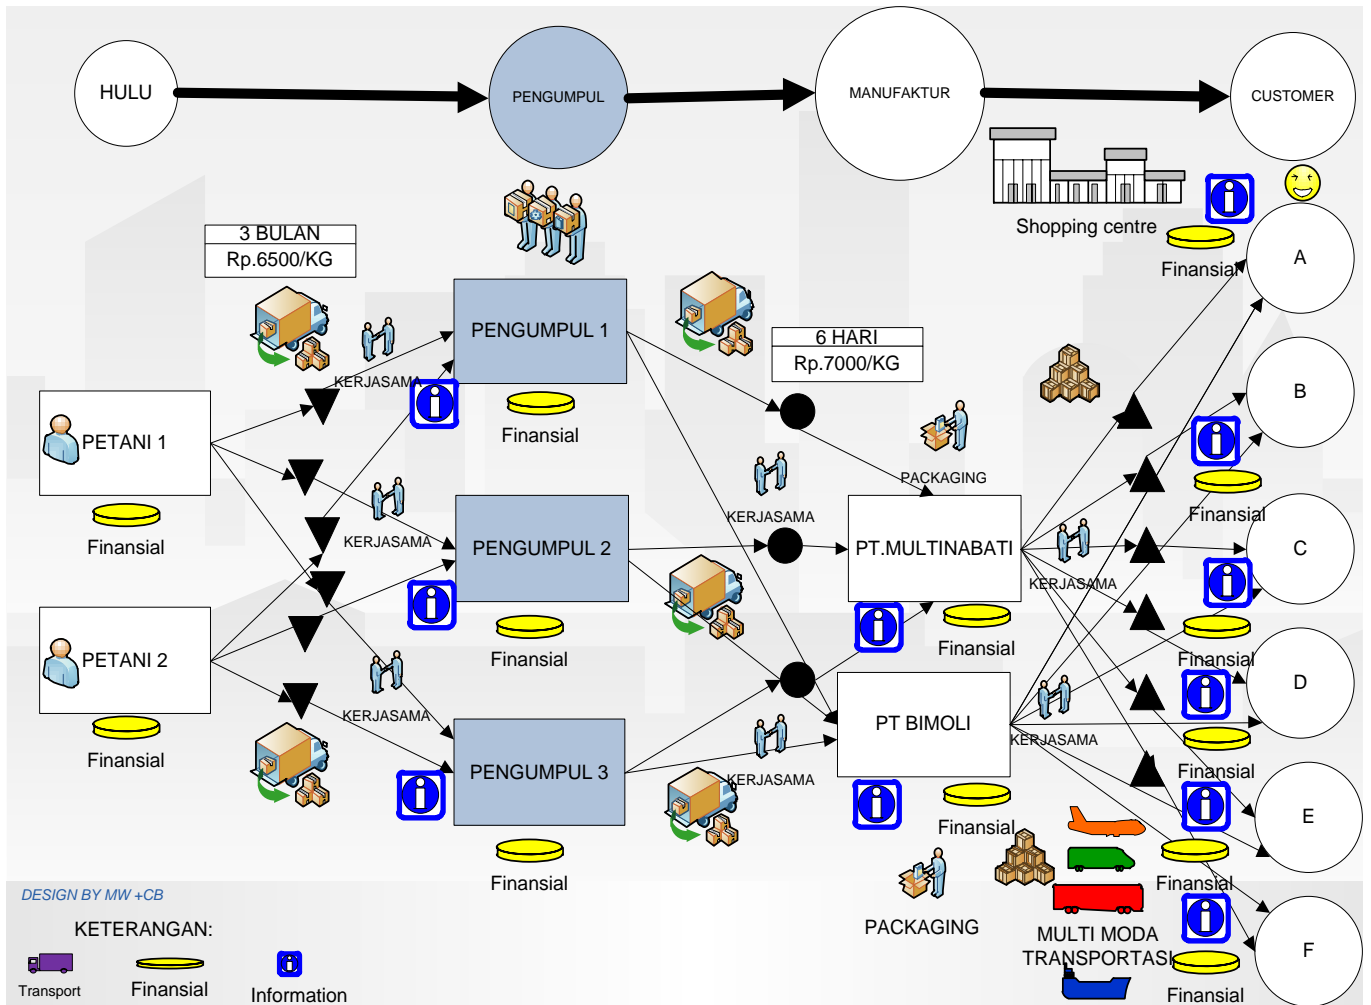 HULU
PENGUMPUL
MANUFAKTUR
CUSTOMER
Shopping centre
Finansial
3 BULAN
Rp.6500/KG
A
PENGUMPUL 1
6 HARI
Rp.7000/KG
KERJASAMA
B
Finansial
PETANI 1
PACKAGING
Finansial
KERJASAMA
KERJASAMA
Finansial
PENGUMPUL 2
PT.MULTINABATI
C
KERJASAMA
Finansial
Finansial
Finansial
PETANI 2
D
KERJASAMA
PT BIMOLI
KERJASAMA
Finansial
PENGUMPUL 3
KERJASAMA
Finansial
E
Finansial
Finansial
Finansial
DESIGN BY MW +CB
PACKAGING
MULTI MODA
TRANSPORTASI
F
Finansial
KETERANGAN:
Transport
Finansial
Information